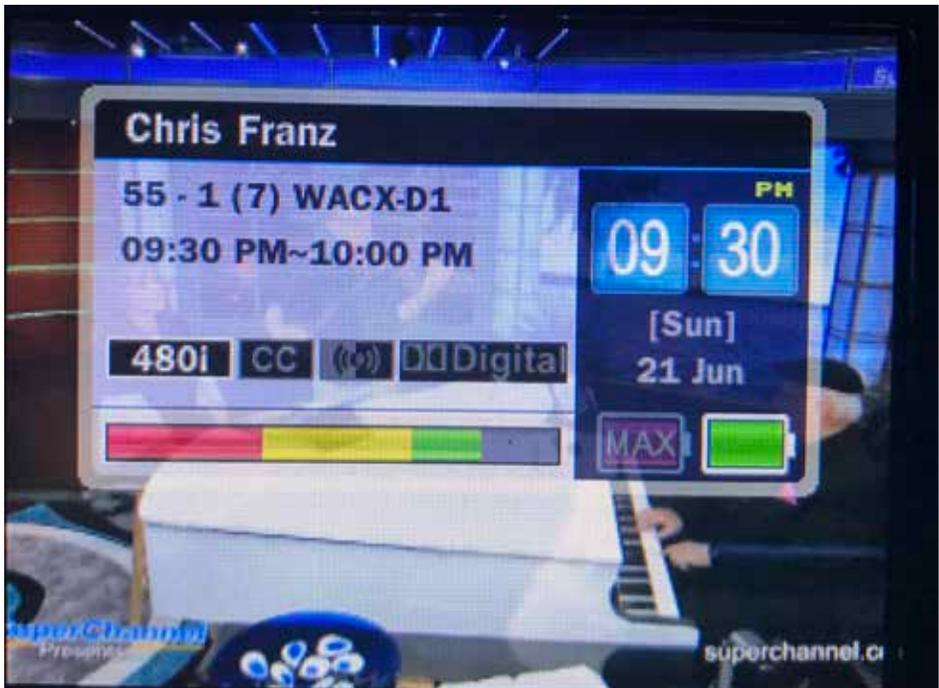 Chris Franz
55 - 1 (7) WACX-D1
09:30 PM~10:00 PM
PM
09:30
[Sun]
21 Jun
480i CC Digital
MAX
SuperChannel
Presents
superchannel.c